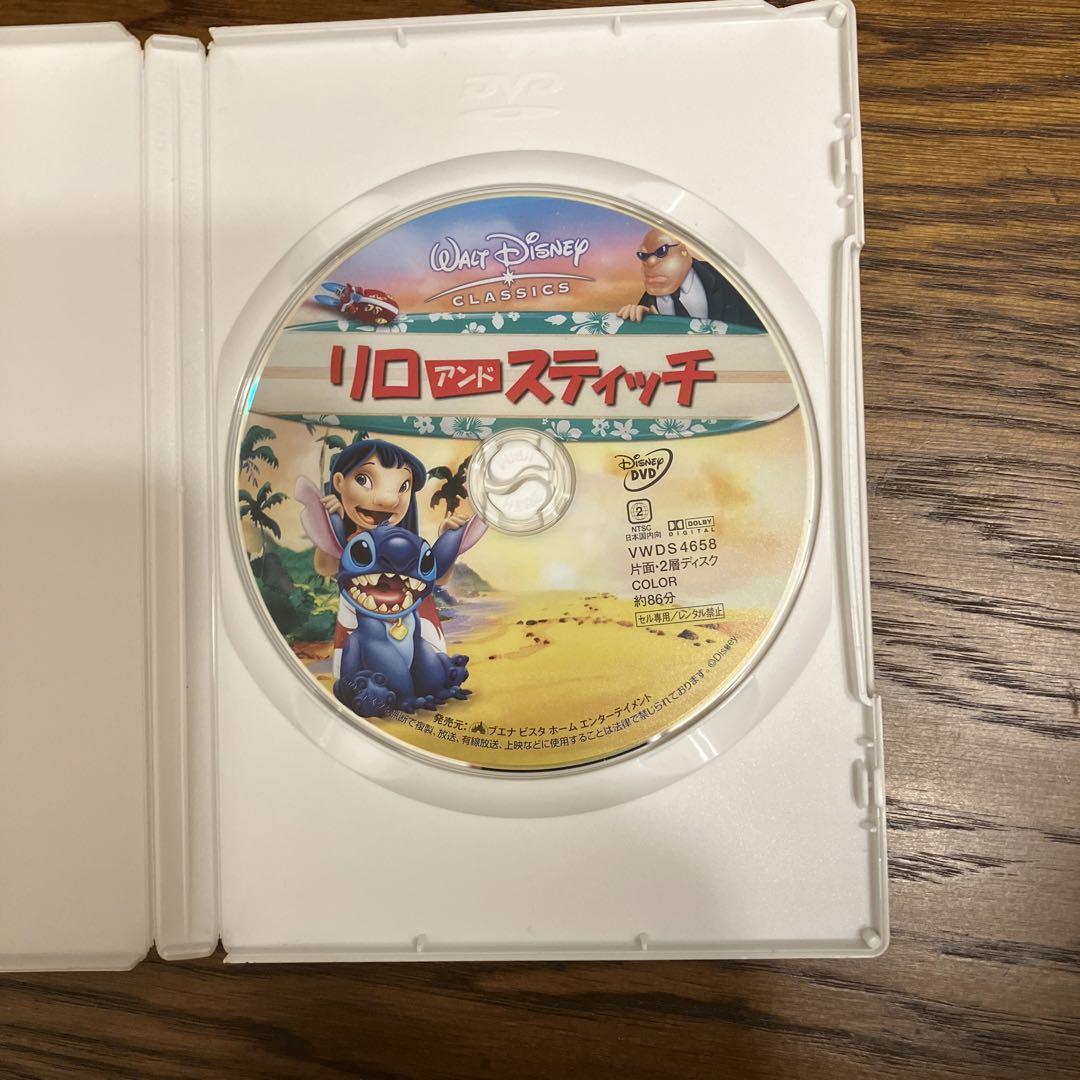 DVD
WALT DISNEY
CLASSICS
リロ アンド スティッチ
DISNEY
DVD
2
NTSC
日本国内向
DOLBY
DIGITAL
VWDS 4658
片面・2層ディスク
COLOR
約86分
セル専用/レンタル禁止
発売元: ブエナ ビスタ ホーム エンターテイメント
無断で複製、放送、有線放送、上映などに使用することは法律で禁じられております。©Disney